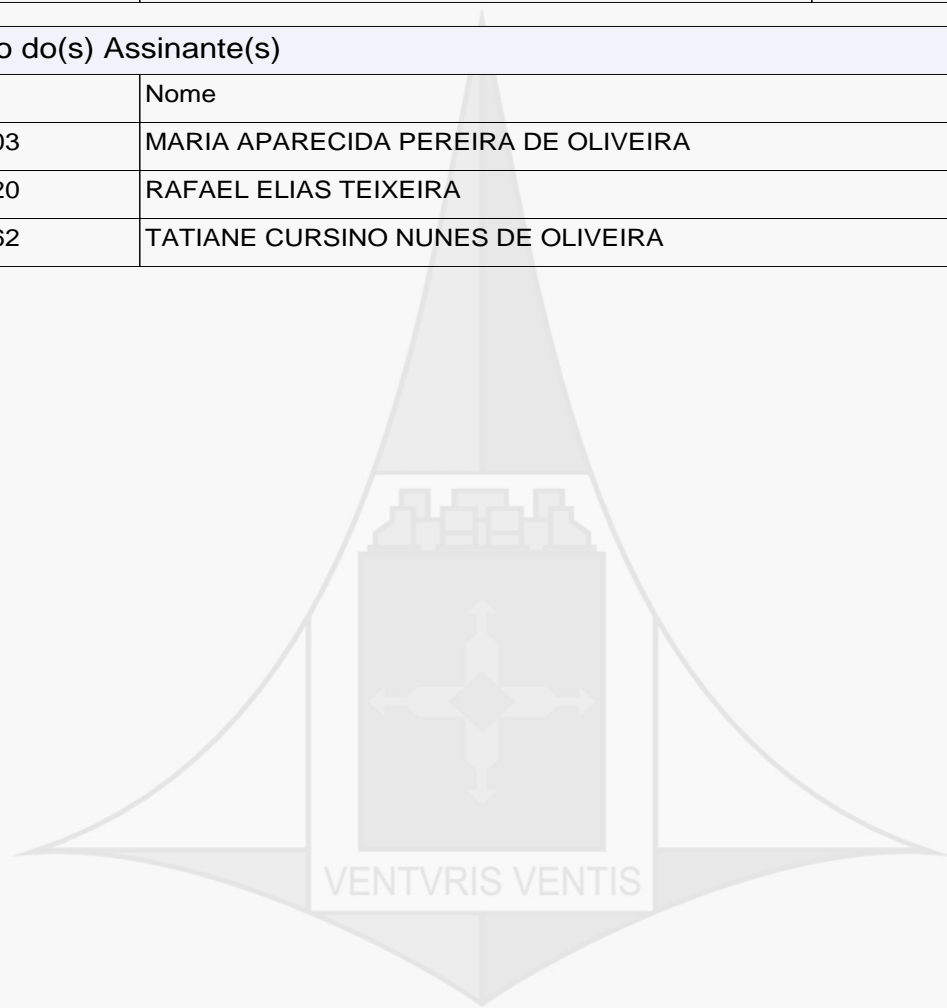 o do(s) Assinante(s)
Nome
03 MARIA APARECIDA PEREIRA DE OLIVEIRA
20 RAFAEL ELIAS TEIXEIRA
62 TATIANE CURSINO NUNES DE OLIVEIRA
VENTVRIS VENTIS